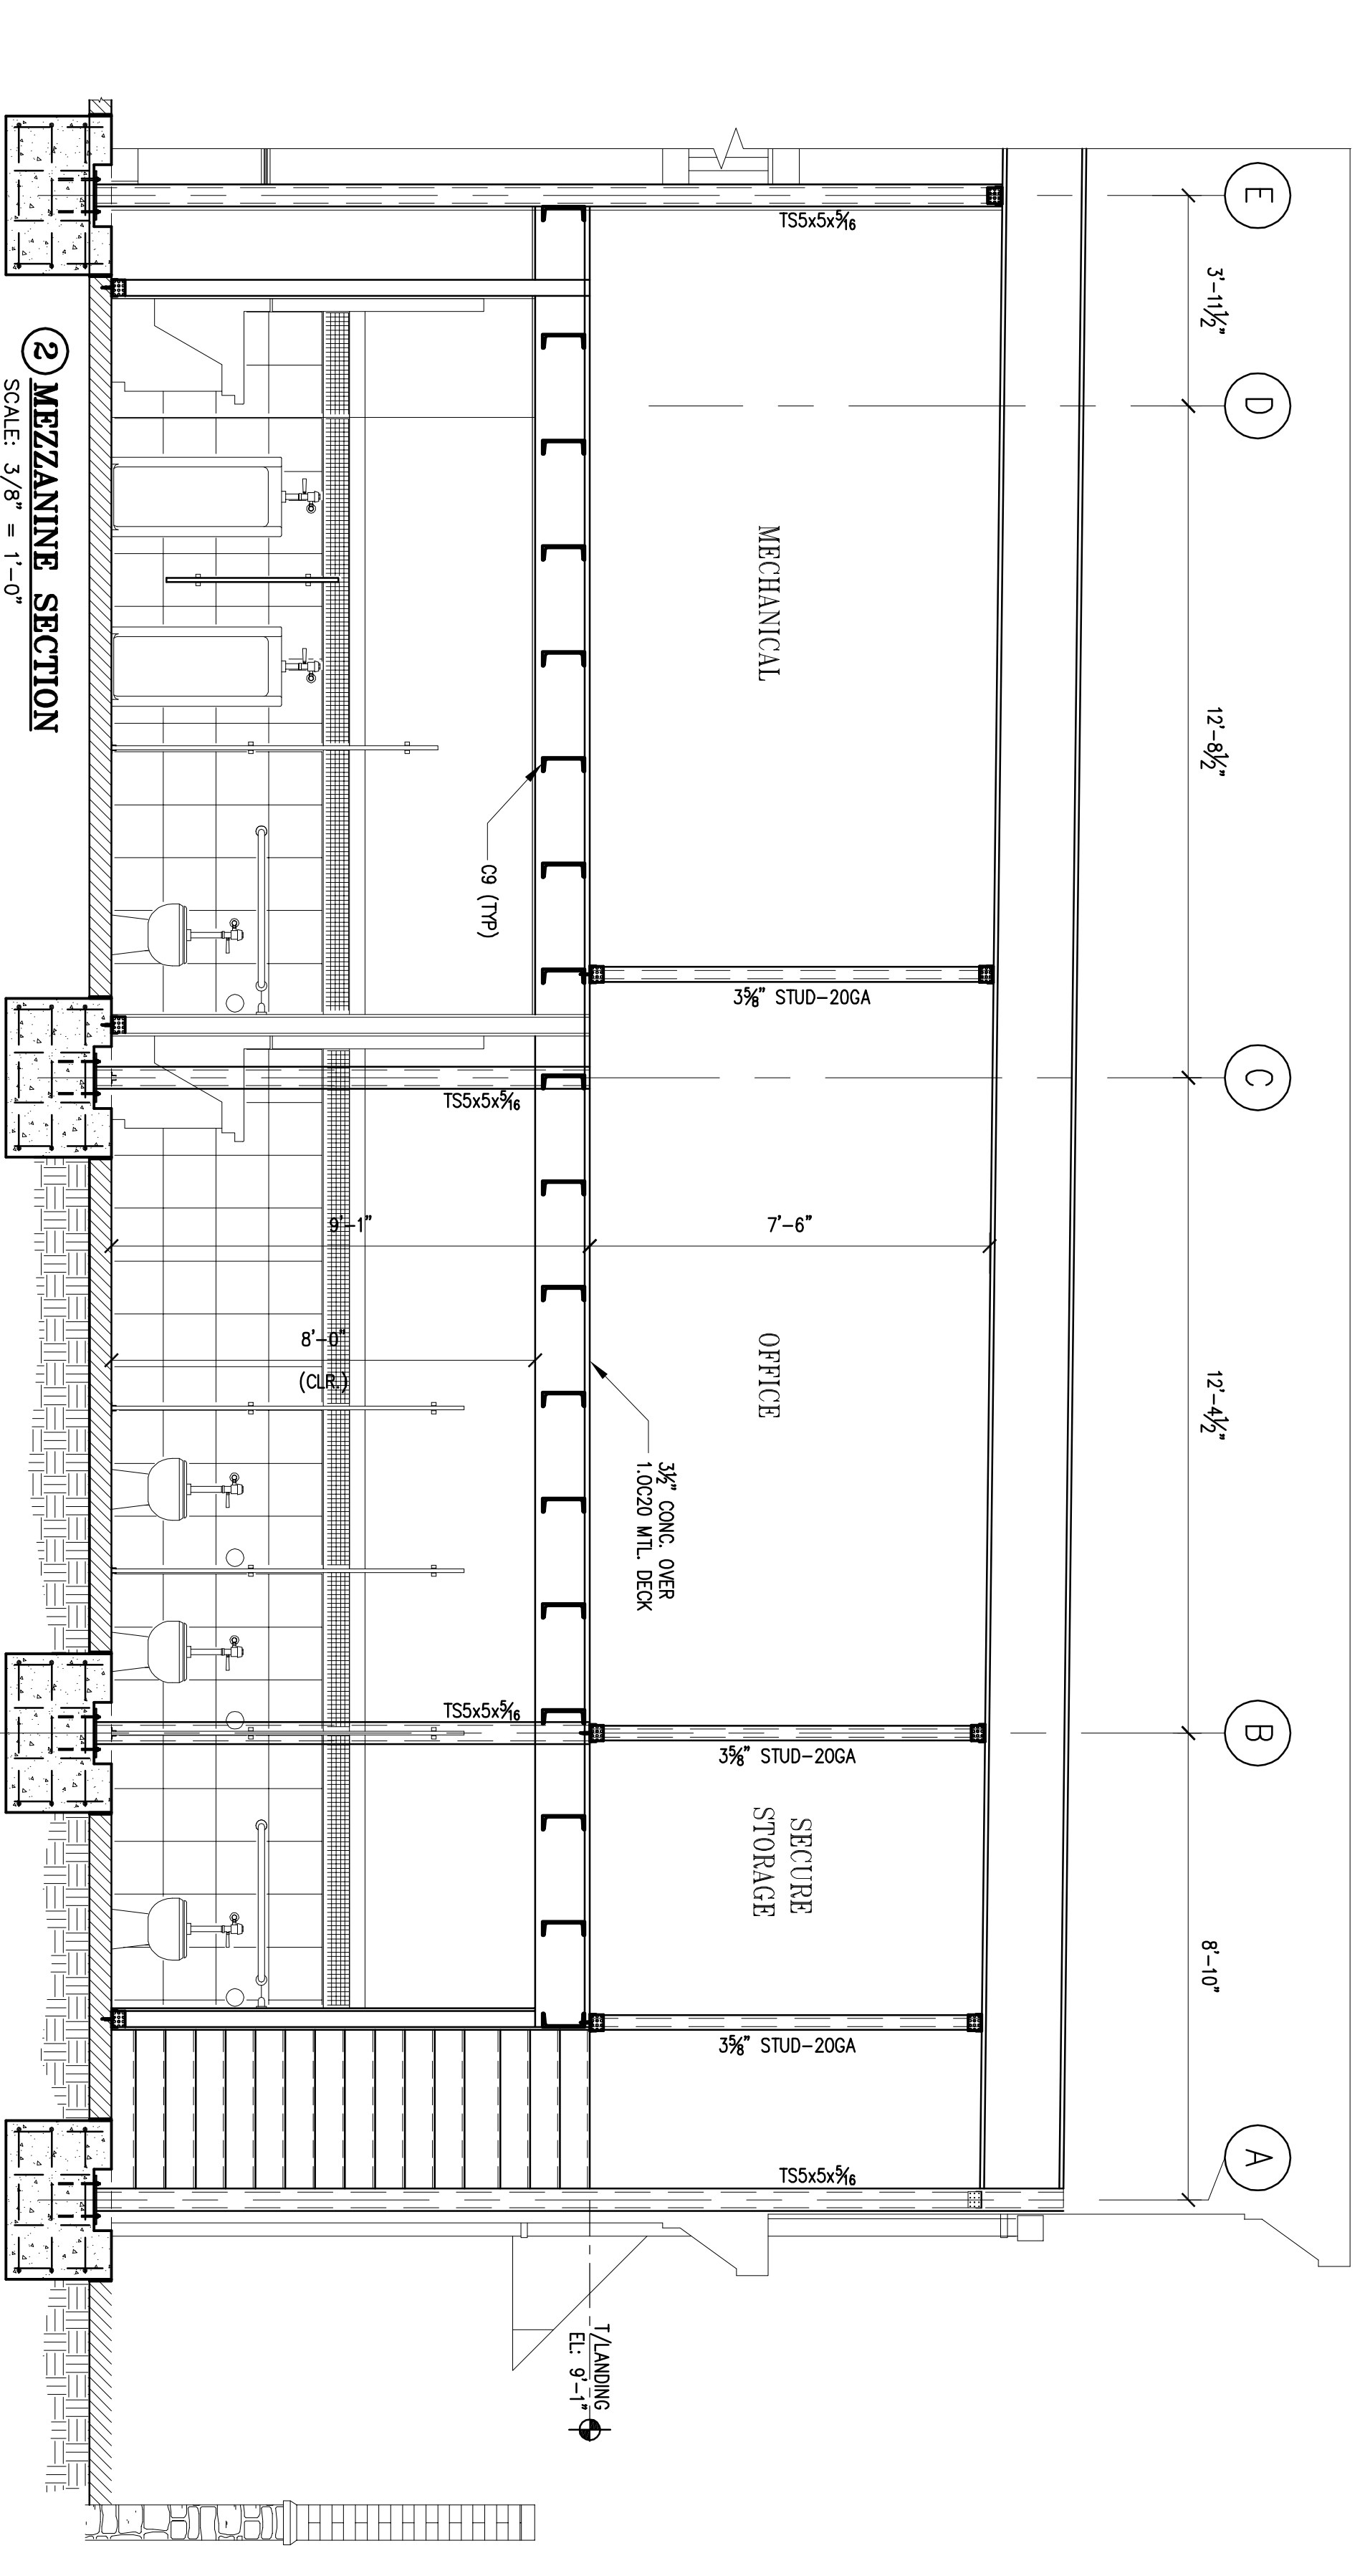 E
D
C
B
A
3'-11½"
12'-8½"
12'-4½"
8'-10"
TS5x5x5/16
TS5x5x5/16
MECHANICAL
OFFICE
SECURE
STORAGE
7'-6"
3⅝" STUD-20GA
3⅝" STUD-20GA
3⅝" STUD-20GA
3½" CONC. OVER
1.0C20 MTL. DECK
T/LANDING
EL: 9'-1"
C9 (TYP)
TS5x5x5/16
TS5x5x5/16
9'-1"
8'-0"
(CLR.)
2 MEZZANINE SECTION
SCALE: 3/8" = 1'-0"